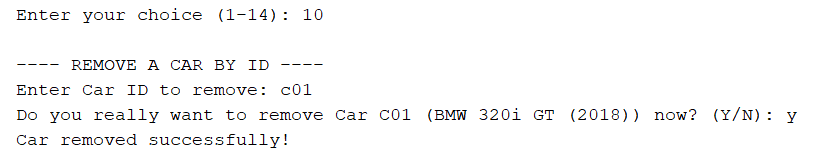 Enter your choice (1-14): 10
---- REMOVE A CAR BY ID ----
Enter Car ID to remove: c01
Do you really want to remove Car C01 (BMW 320i GT (2018)) now? (Y/N): y
Car removed successfully!